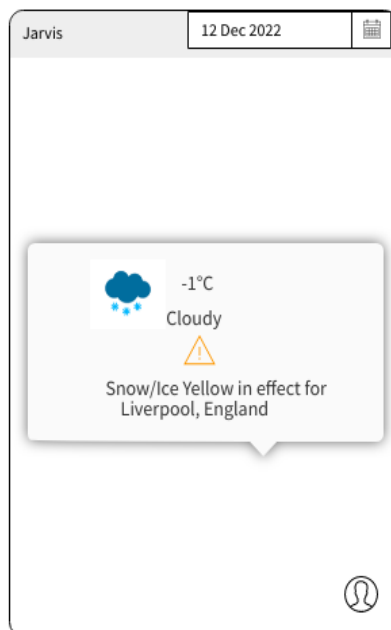 Jarvis
12 Dec 2022
-1°C
Cloudy
Snow/Ice Yellow in effect for
Liverpool, England